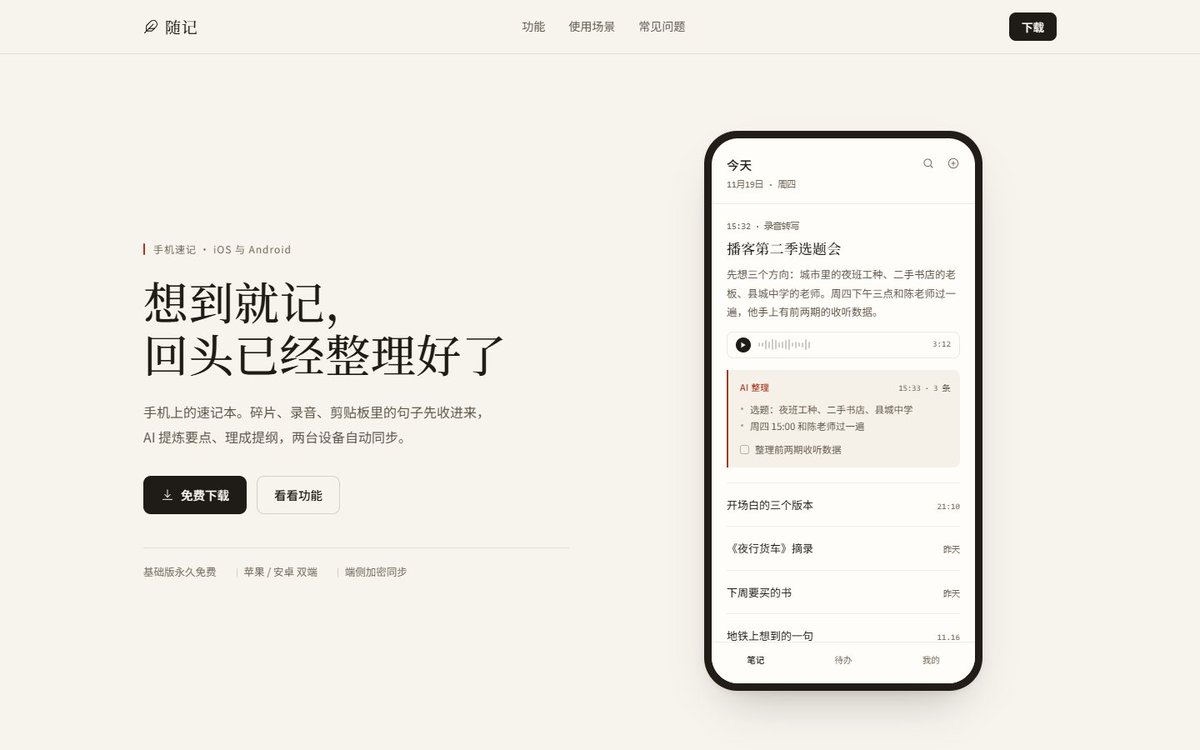 随记
功能
使用场景
常见问题
下载
手机速记 · iOS 与 Android
想到就记，
回头已经整理好了
手机上的速记本。碎片、录音、剪贴板里的句子先收进来，
AI 提炼要点、理成提纲，两台设备自动同步。
免费下载
看看功能
基础版永久免费
苹果 / 安卓 双端
端侧加密同步
今天
11月19日 · 周四
15:32 · 录音转写
播客第二季选题会
先想三个方向：城市里的夜班工种、二手书店的老
板、县城中学的老师。周四下午三点和陈老师过一
遍，他手上有前两期的收听数据。
3:12
AI 整理
15:33 · 3 条
选题：夜班工种、二手书店、县城中学
周四 15:00 和陈老师过一遍
整理前两期收听数据
开场白的三个版本
21:10
《夜行货车》摘录
昨天
下周要买的书
昨天
地铁上想到的一句
11.16
笔记
待办
我的